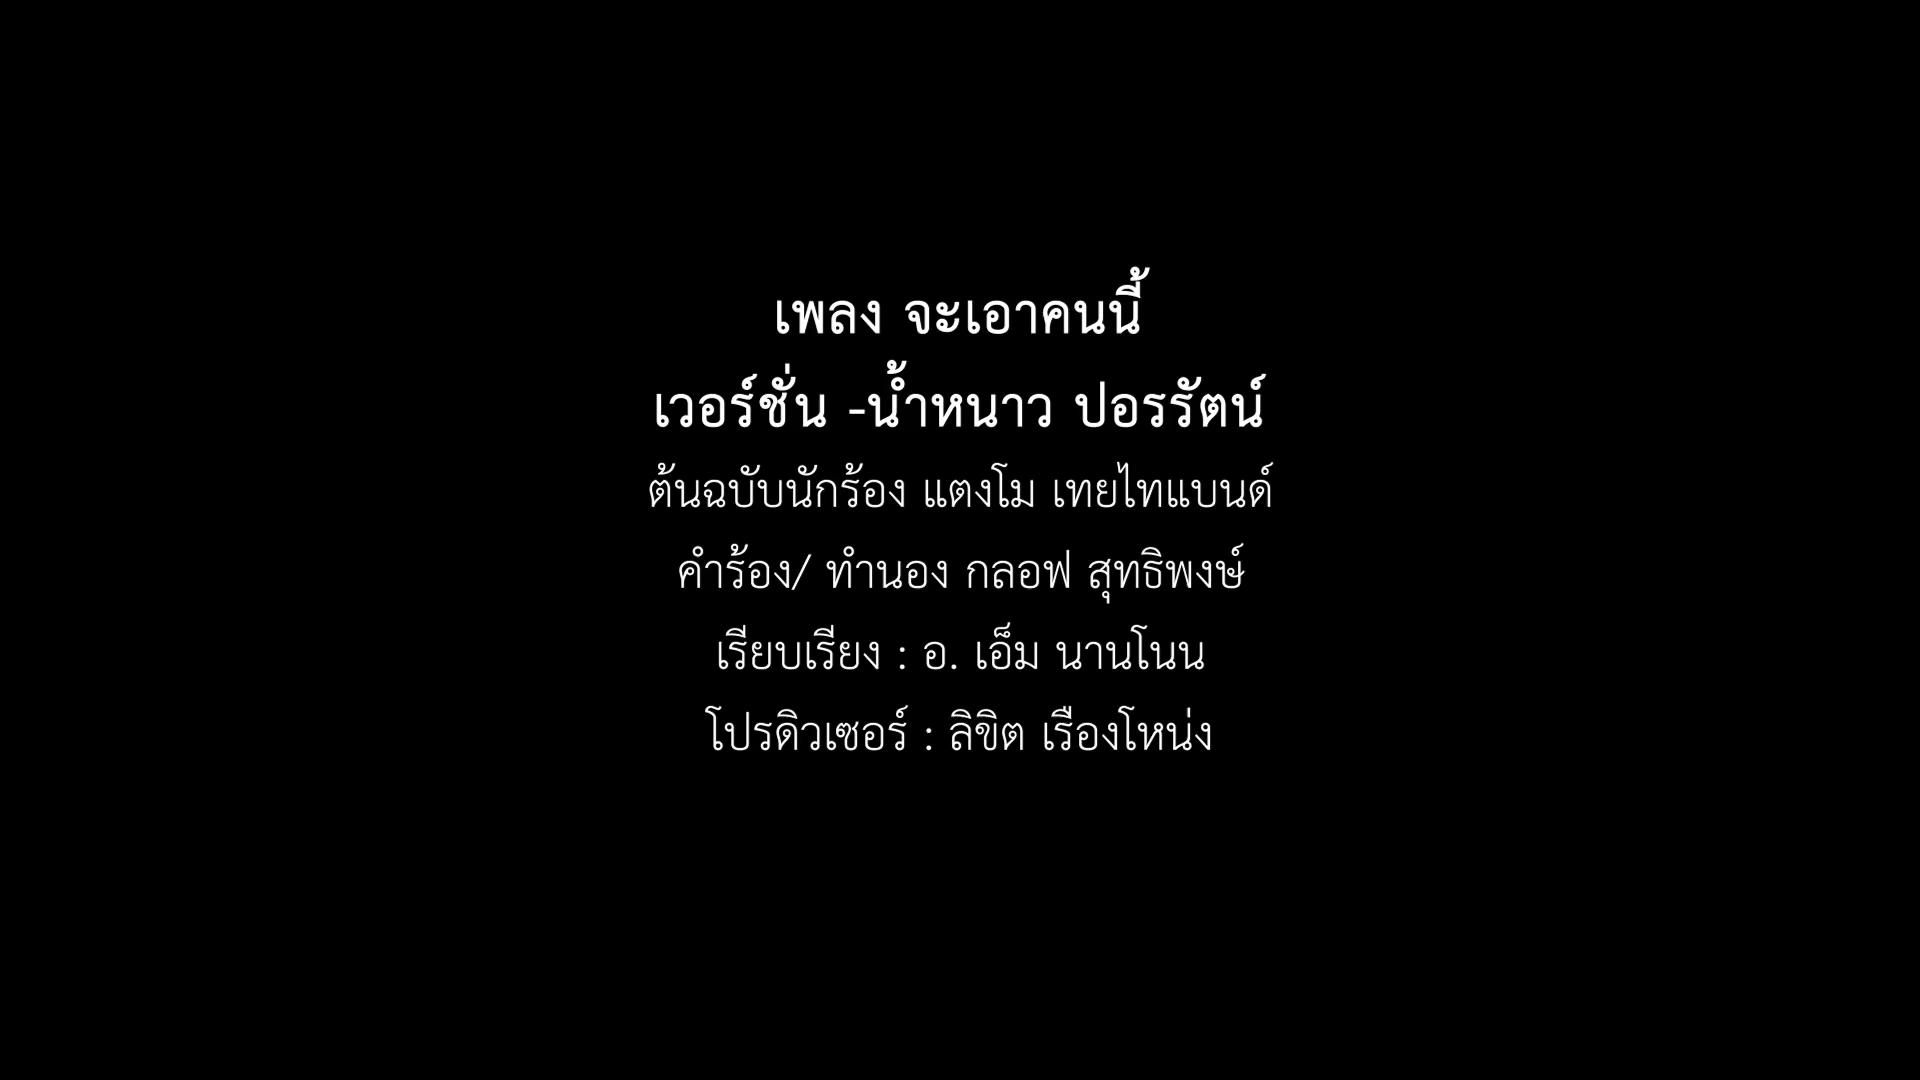 เพลง จะเอาคนนี้
เวอร์ชั่น -น้ำหนาว ปอรรัตน์
ต้นฉบับนักร้อง แตงโม เทยไทแบนด์
คำร้อง/ ทำนอง กลอฟ สุทธิพงษ์
เรียบเรียง : อ. เอ็ม นานโนน
โปรดิวเซอร์ : ลิขิต เรืองโหน่ง